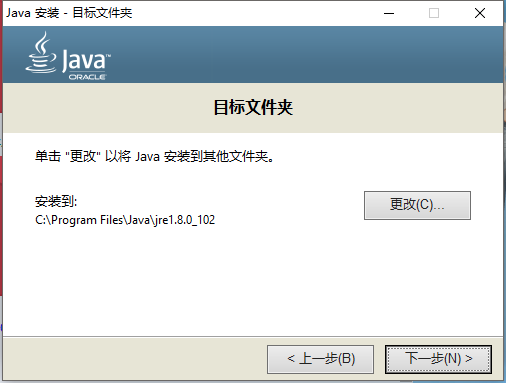 Java 安装 - 目标文件夹
Java™
ORACLE
目标文件夹
单击 "更改" 以将 Java 安装到其他文件夹。
安装到:
更改(C)...
C:\Program Files\Java\jre1.8.0_102
< 上一步(B)
下一步(N) >